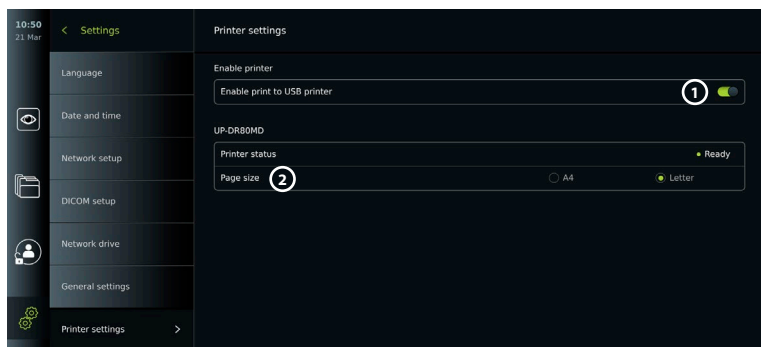 10:50
21 Mar
< Settings
Printer settings
Language
Date and time
Network setup
DICOM setup
Network drive
General settings
Printer settings >
Enable printer
Enable print to USB printer 1
UP-DR80MD
Printer status Ready
Page size 2 A4 Letter